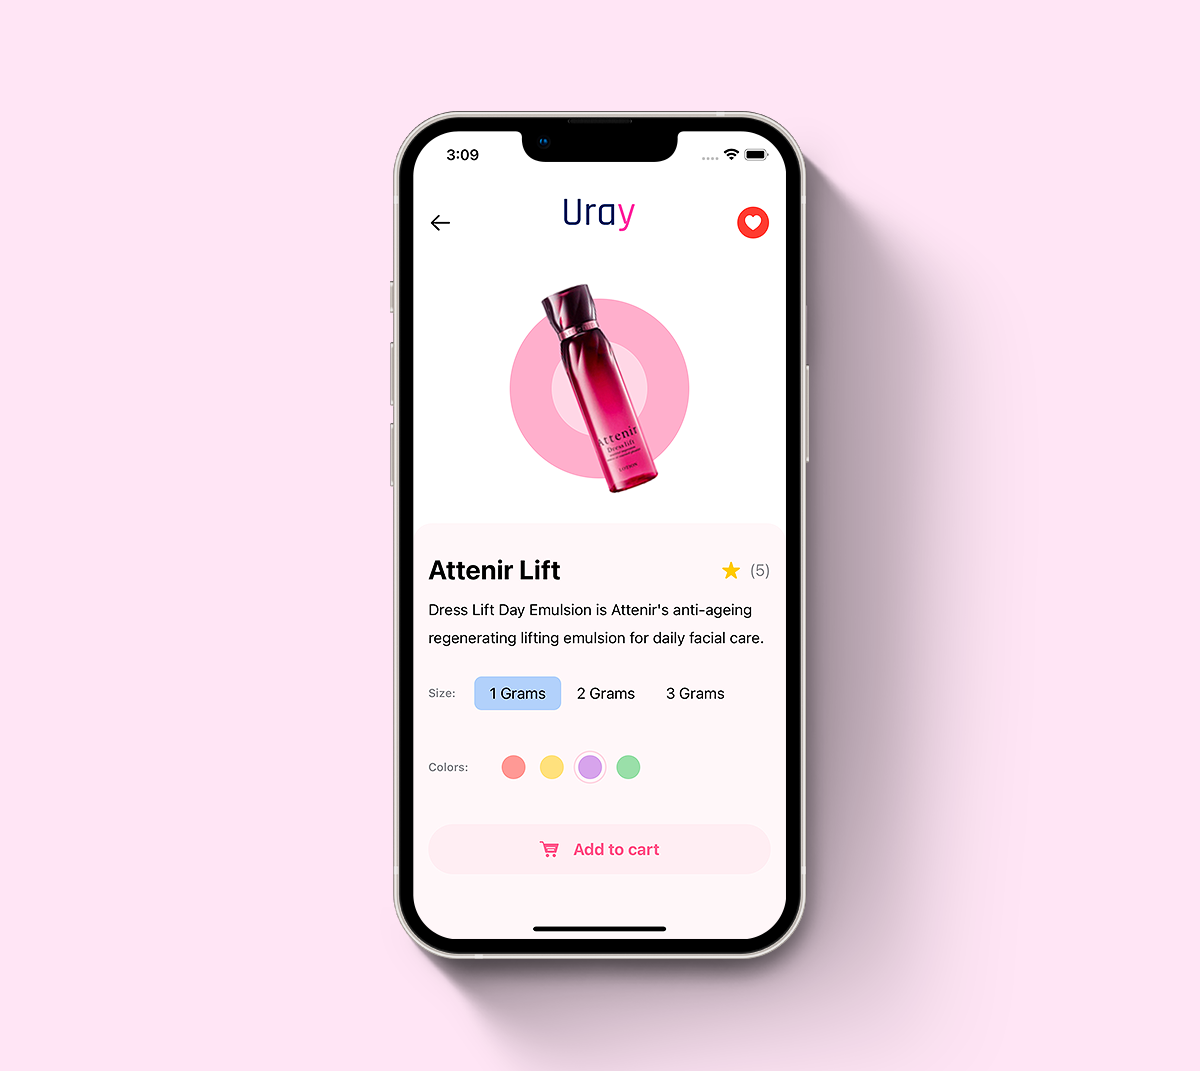 3:09
Uray
Attenir
Dress lift
LOTION
Attenir Lift
(5)
Dress Lift Day Emulsion is Attenir's anti-ageing
regenerating lifting emulsion for daily facial care.
Size: 1 Grams 2 Grams 3 Grams
Colors:
Add to cart